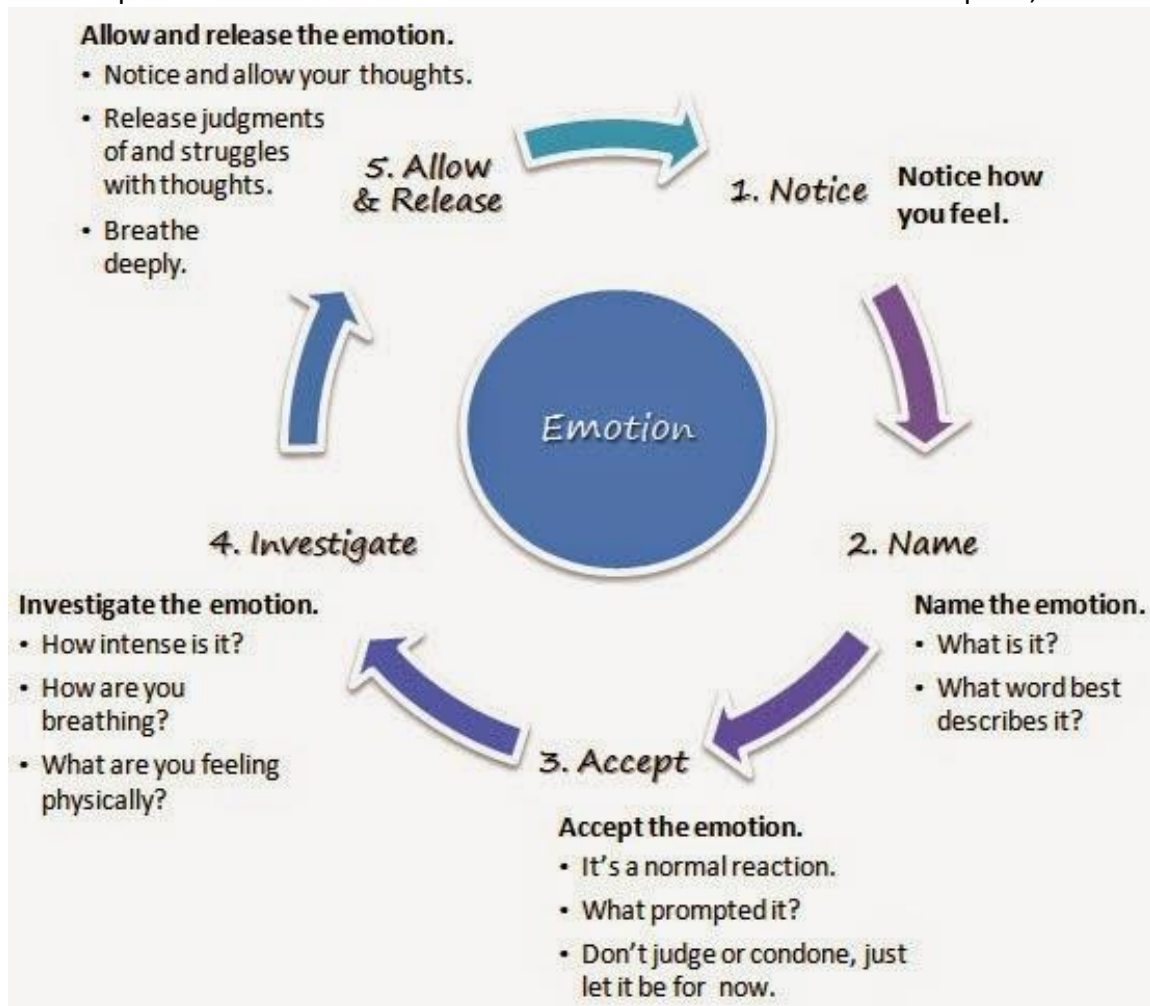 Allow and release the emotion.
• Notice and allow your thoughts.
• Release judgments
of and struggles
with thoughts.
• Breathe
deeply.
5. Allow
& Release
1. Notice
Notice how
you feel.
Emotion
2. Name
Name the emotion.
• What is it?
• What word best
describes it?
3. Accept
Accept the emotion.
• It's a normal reaction.
• What prompted it?
• Don't judge or condone, just
let it be for now.
4. Investigate
Investigate the emotion.
• How intense is it?
• How are you
breathing?
• What are you feeling
physically?